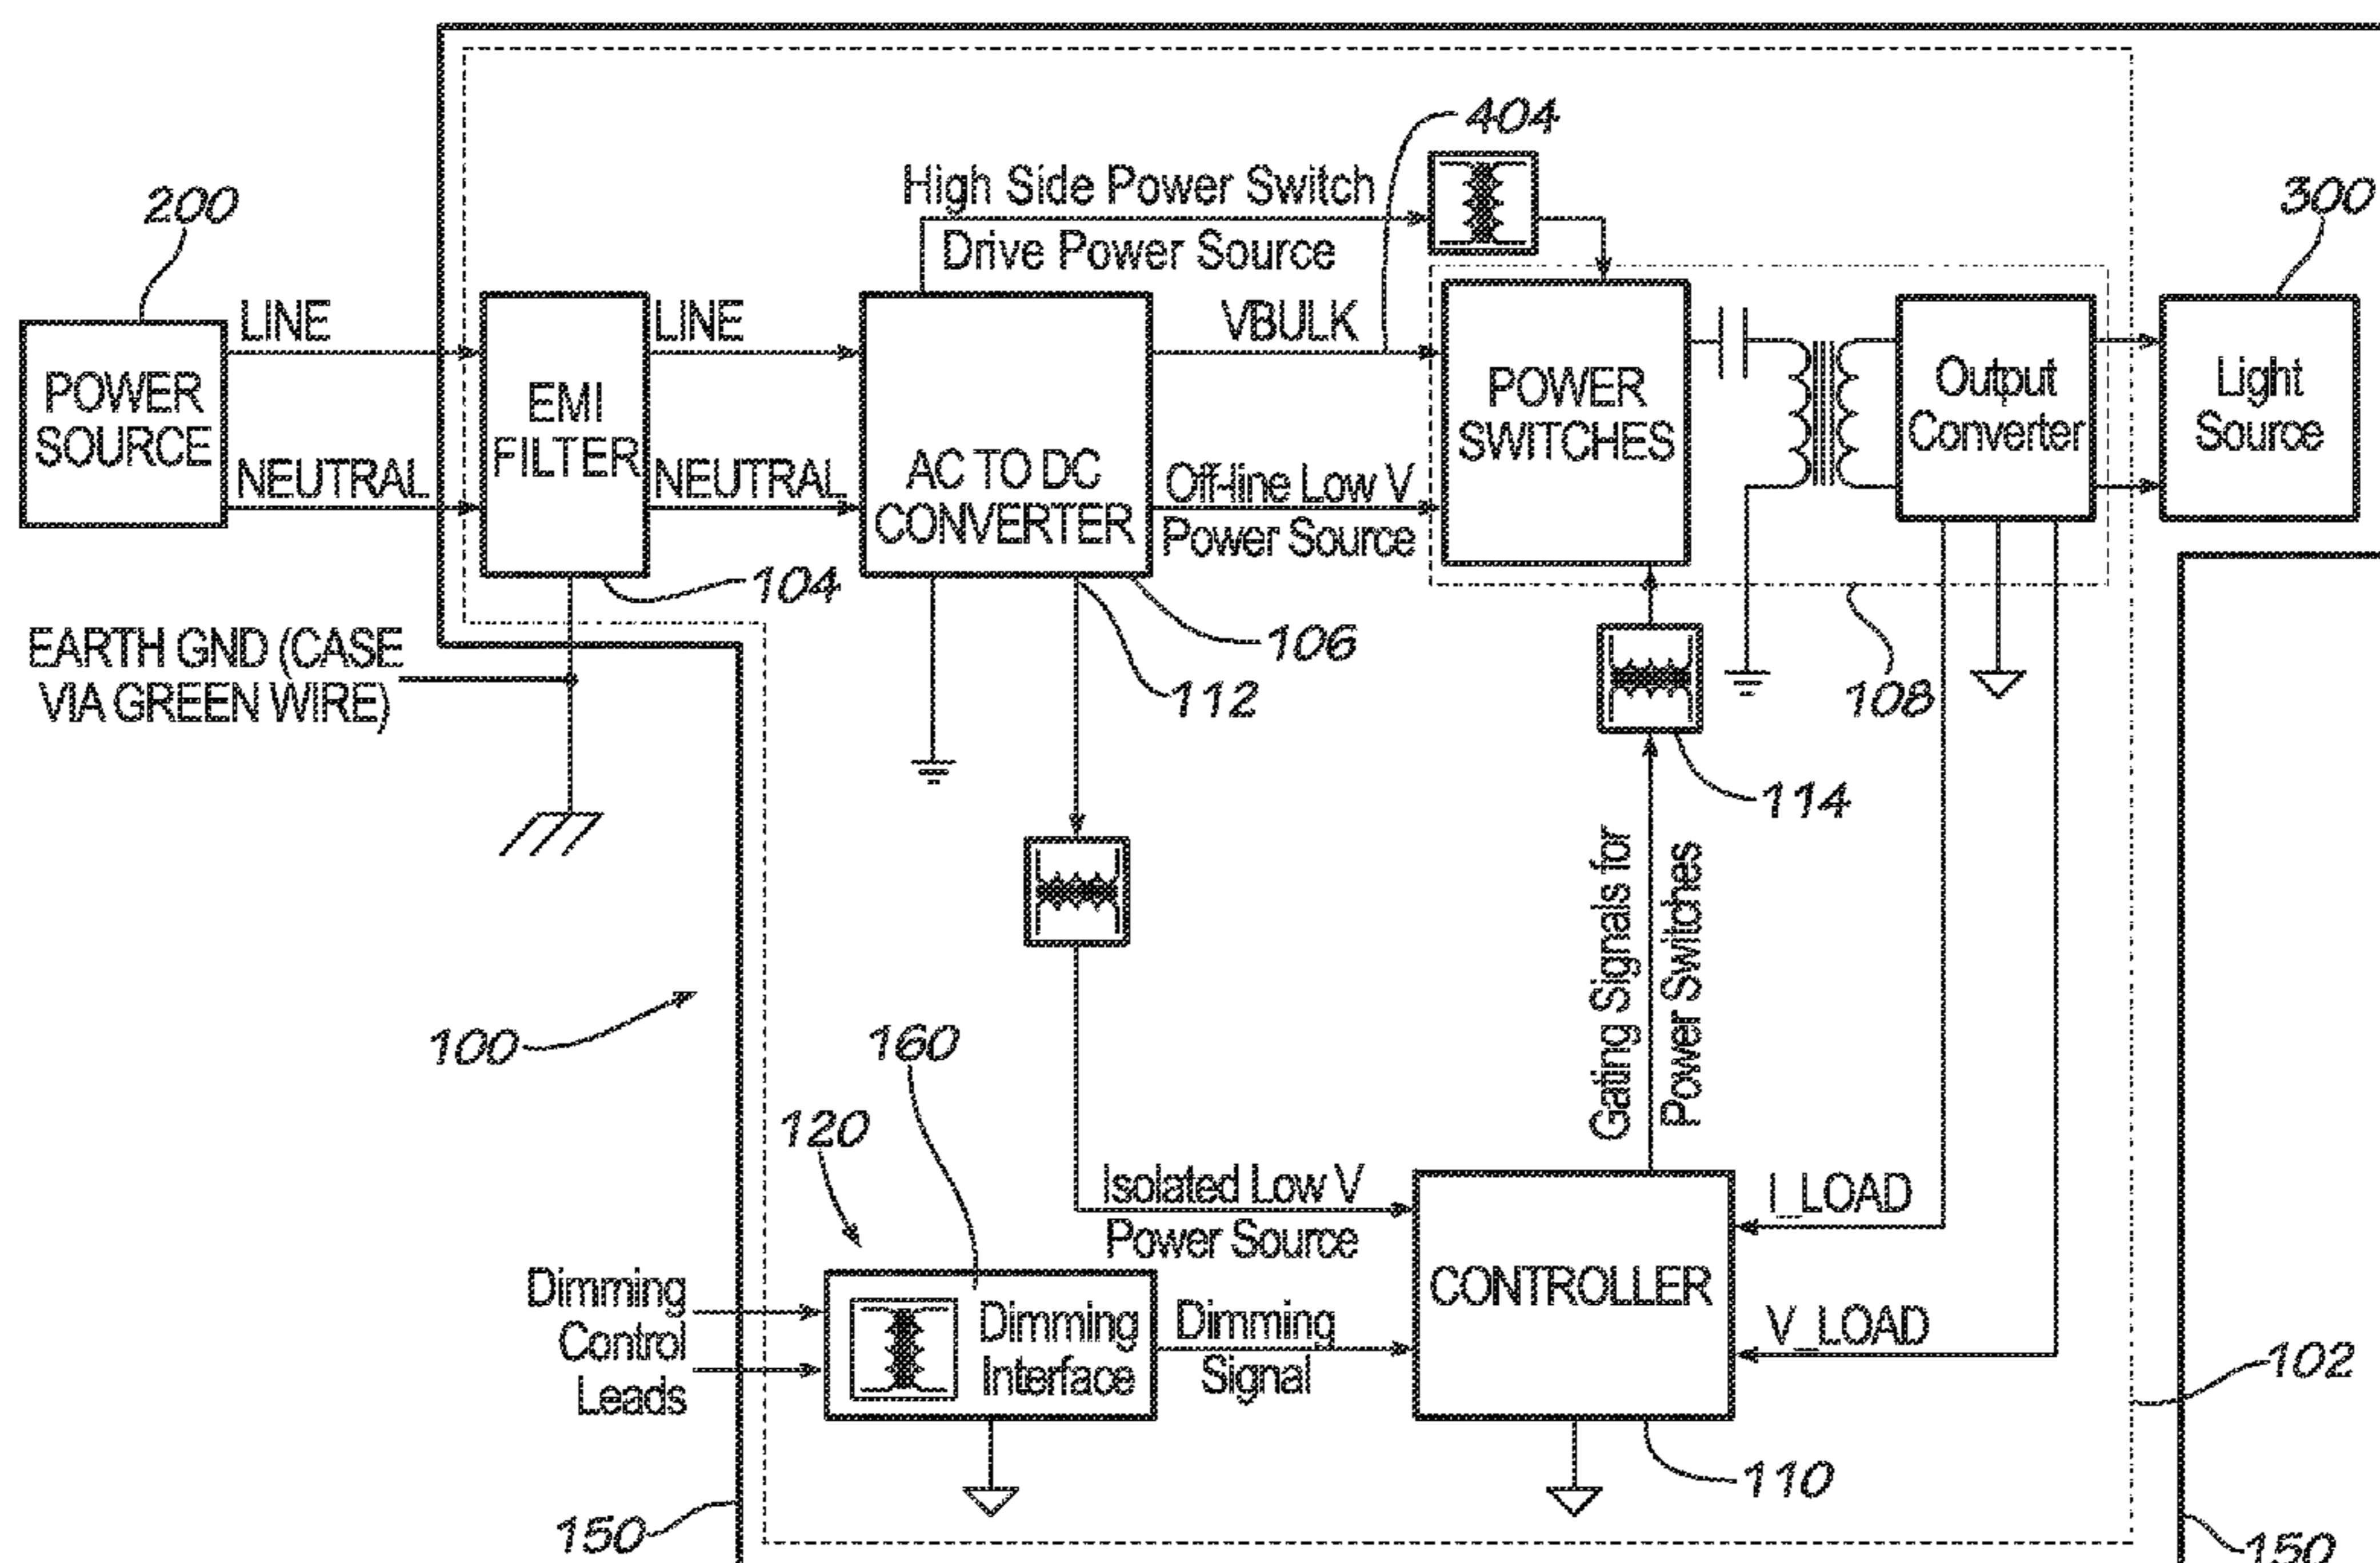 404
High Side Power Switch
Drive Power Source
200
300
LINE
LINE
VBULK
POWER
SOURCE
EMI
FILTER
AC TO DC
CONVERTER
POWER
SWITCHES
Output
Converter
Light
Source
NEUTRAL
NEUTRAL
Off-line Low V
Power Source
104
106
112
108
EARTH GND (CASE
VIA GREEN WIRE)
114
Gating Signals for
Power Switches
100
160
120
Isolated Low V
Power Source
I_LOAD
Dimming
Control
Leads
Dimming
Interface
Dimming
Signal
CONTROLLER
V_LOAD
102
110
150
150